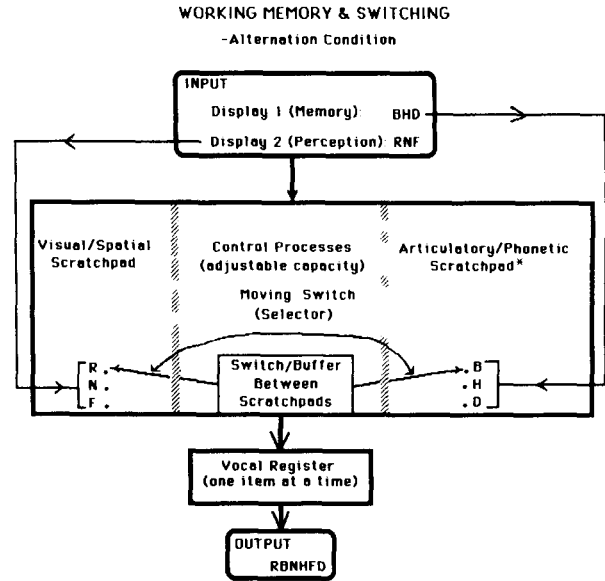 WORKING MEMORY & SWITCHING
-Alternation Condition
INPUT
Display 1 (Memory): BHD
Display 2 (Perception): RNF
Visual/Spatial
Scratchpad
Control Processes
(adjustable capacity)
Moving Switch
(Selector)
Articulatory/Phonetic
Scratchpad*
R.
N.
F.
Switch/Buffer
Between
Scratchpads
.B
.H
.D
Vocal Register
(one item at a time)
OUTPUT
RBNHFD